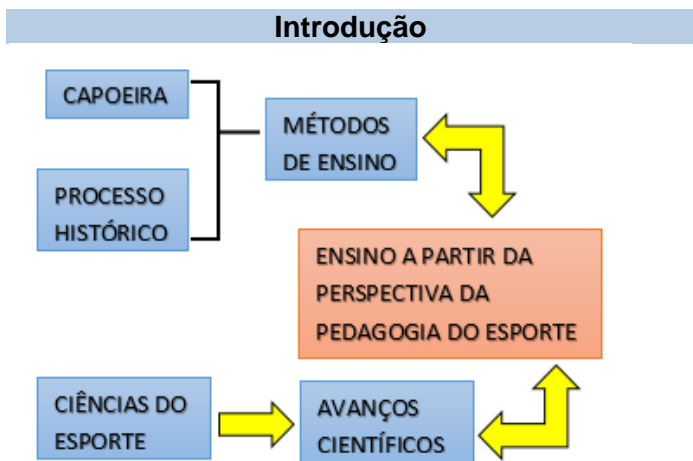 Introdução
CAPOEIRA
MÉTODOS
DE ENSINO
PROCESSO
HISTÓRICO
ENSINO A PARTIR DA
PERSPECTIVA DA
PEDAGOGIA DO ESPORTE
CIÊNCIAS DO
ESPORTE
AVANÇOS
CIENTÍFICOS